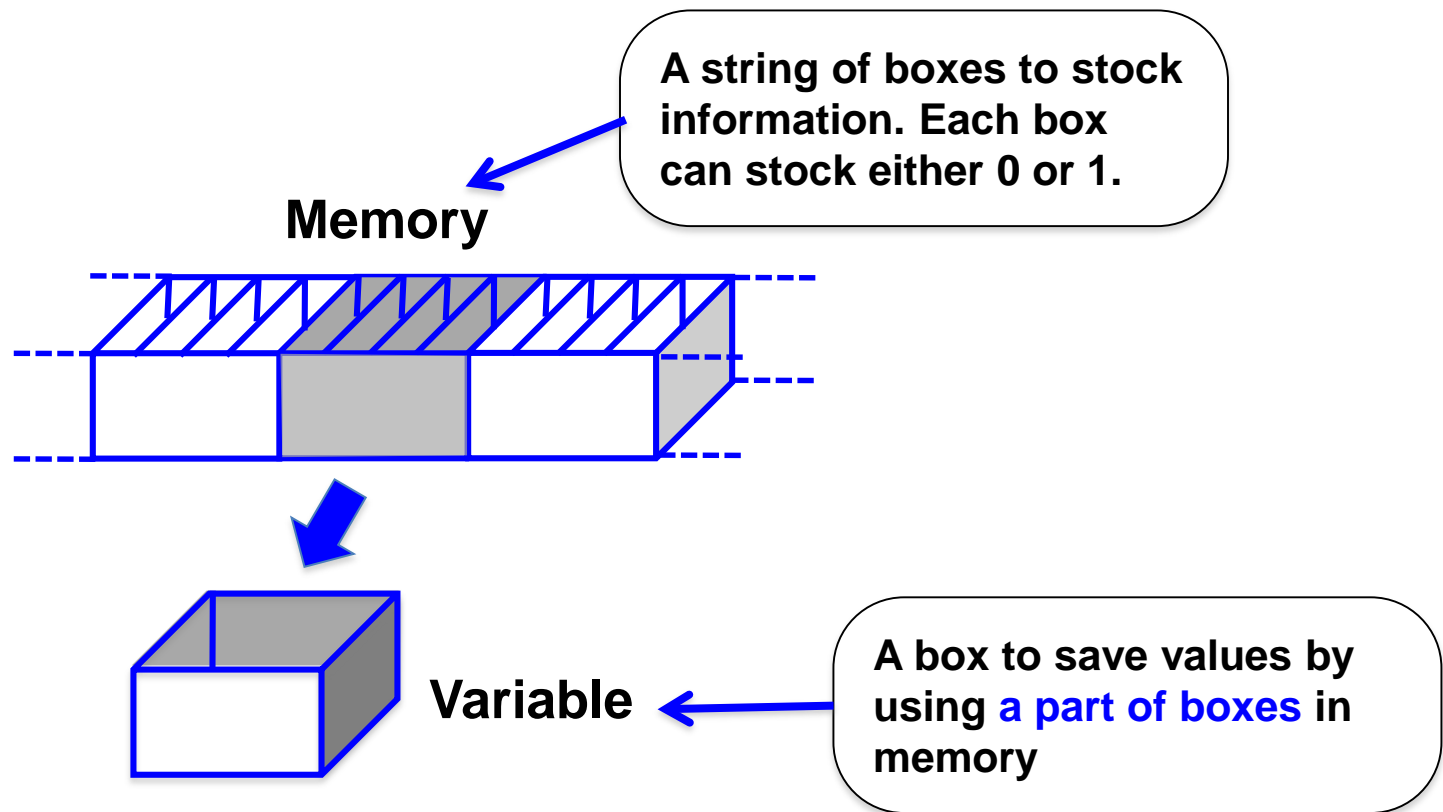 A string of boxes to stock
information. Each box
can stock either 0 or 1.
Memory
Variable
A box to save values by
using a part of boxes in
memory